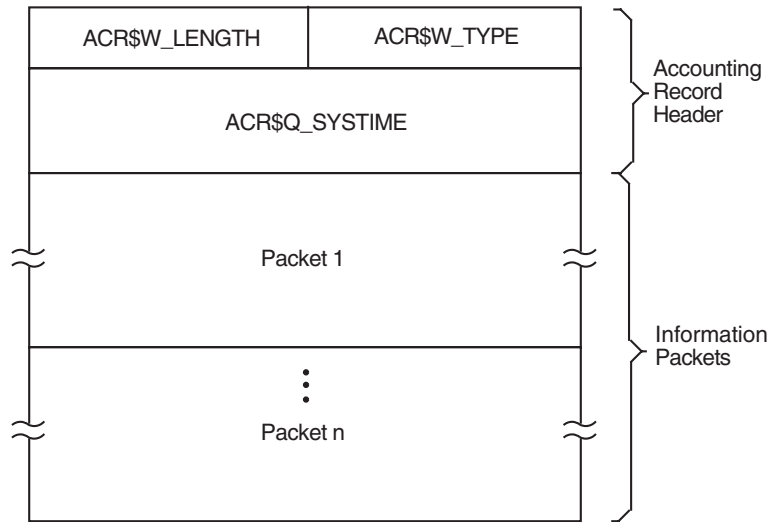 ACR$W_LENGTH
ACR$W_TYPE
ACR$Q_SYSTIME
Accounting
Record
Header
Packet 1
Packet n
Information
Packets